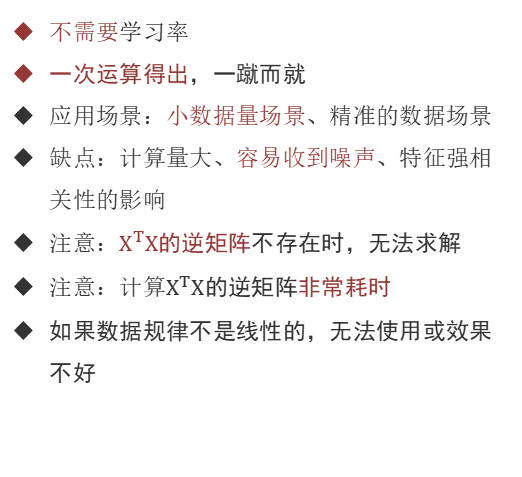 ◆ 不需要学习率
◆ 一次运算得出，一蹴而就
◆ 应用场景：小数据量场景、精准的数据场景
◆ 缺点：计算量大、容易收到噪声、特征强相
关性的影响
◆ 注意：XᵀX的逆矩阵不存在时，无法求解
◆ 注意：计算XᵀX的逆矩阵非常耗时
◆ 如果数据规律不是线性的，无法使用或效果
不好